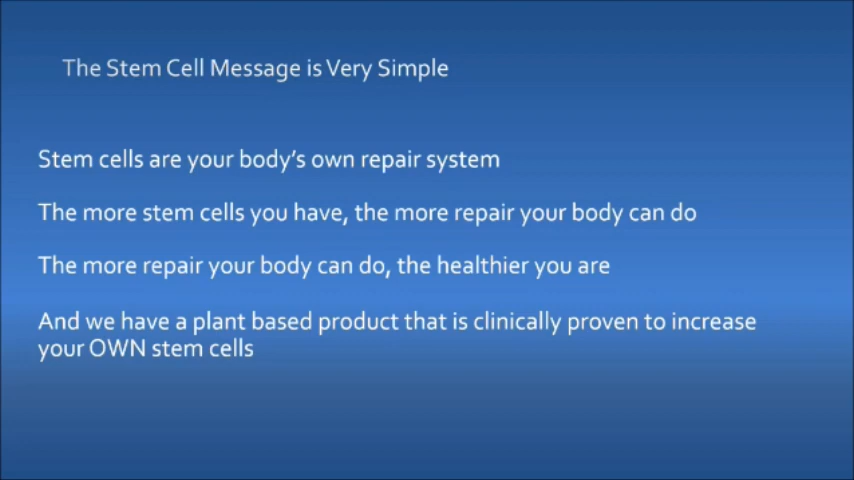 The Stem Cell Message is Very Simple
Stem cells are your body's own repair system
The more stem cells you have, the more repair your body can do
The more repair your body can do, the healthier you are
And we have a plant based product that is clinically proven to increase
your OWN stem cells